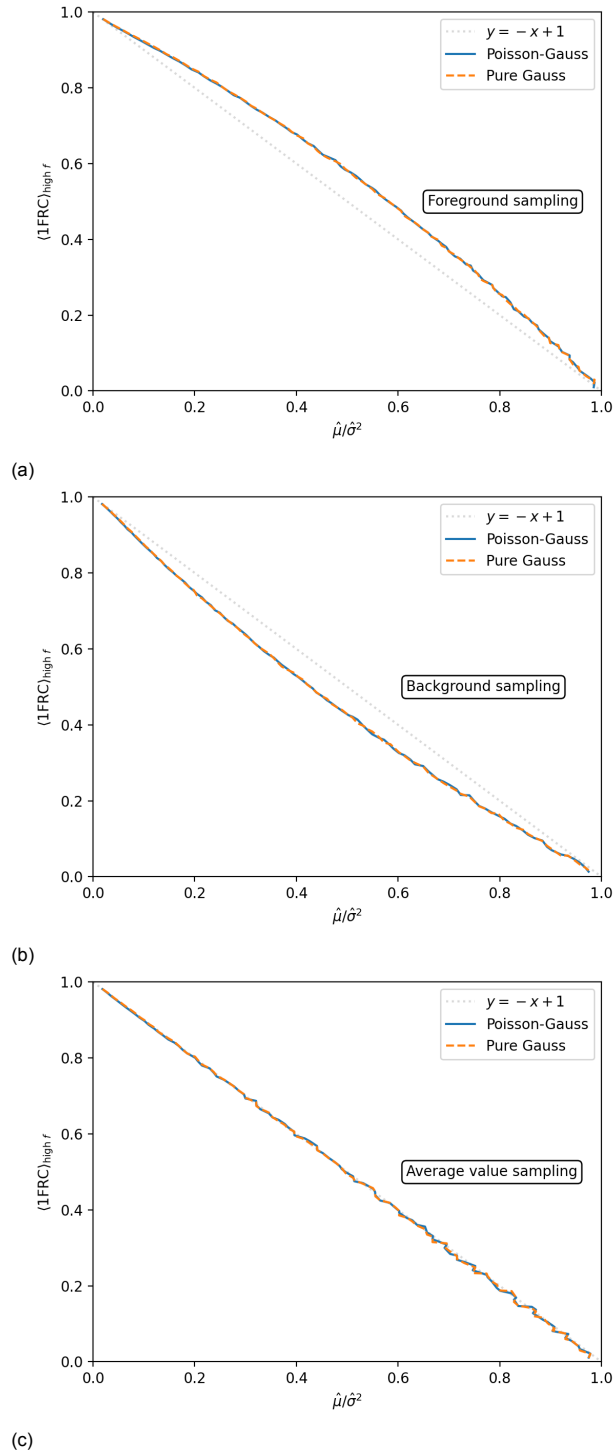 1.0
0.8
0.6
0.4
0.2
0.0
⟨1FRC⟩high f
y = −x + 1
Poisson-Gauss
Pure Gauss
Foreground sampling
0.0 0.2 0.4 0.6 0.8 1.0
μ̂/σ̂²
(a)
1.0
0.8
0.6
0.4
0.2
0.0
⟨1FRC⟩high f
y = −x + 1
Poisson-Gauss
Pure Gauss
Background sampling
0.0 0.2 0.4 0.6 0.8 1.0
μ̂/σ̂²
(b)
1.0
0.8
0.6
0.4
0.2
0.0
⟨1FRC⟩high f
y = −x + 1
Poisson-Gauss
Pure Gauss
Average value sampling
0.0 0.2 0.4 0.6 0.8 1.0
μ̂/σ̂²
(c)